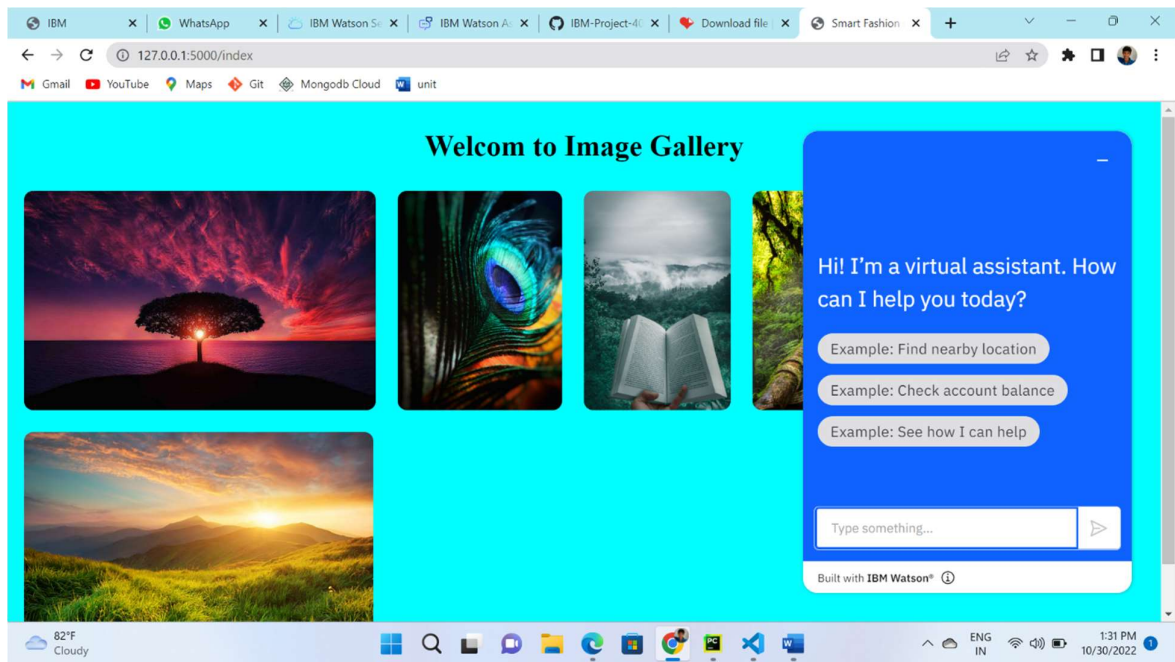 IBM
WhatsApp
IBM Watson Se
IBM Watson As
IBM-Project-40
Download file
Smart Fashion
127.0.0.1:5000/index
Gmail
YouTube
Maps
Git
Mongodb Cloud
unit
Welcom to Image Gallery
Hi! I'm a virtual assistant. How
can I help you today?
Example: Find nearby location
Example: Check account balance
Example: See how I can help
Type something...
Built with IBM Watson®
82°F
Cloudy
ENG
IN
1:31 PM
10/30/2022
1